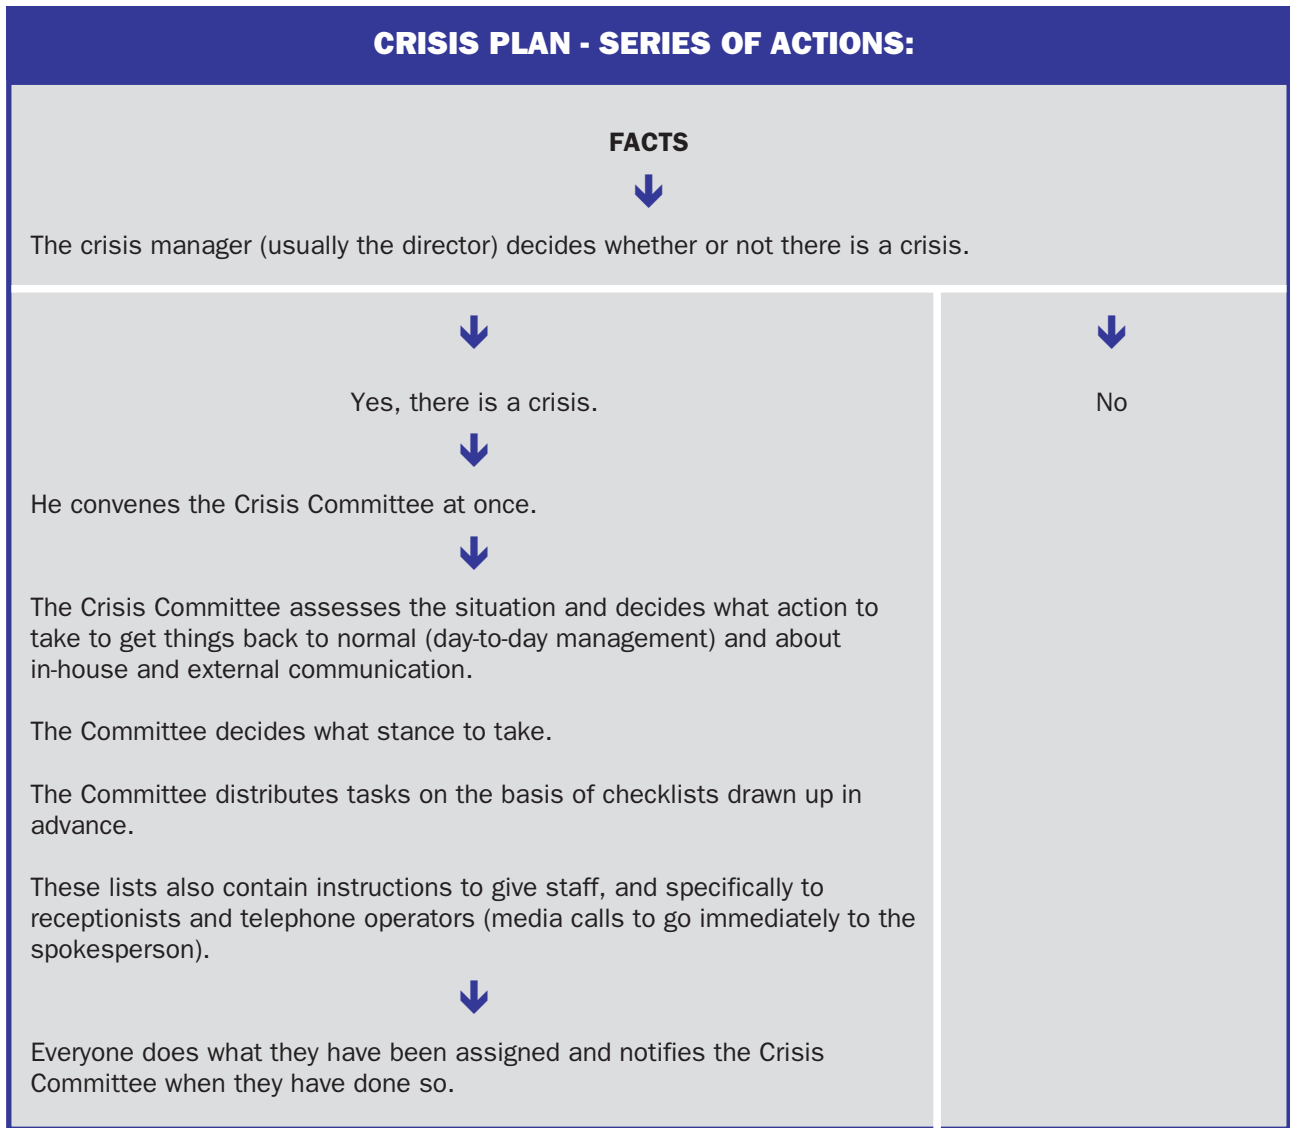 CRISIS PLAN - SERIES OF ACTIONS:
FACTS
The crisis manager (usually the director) decides whether or not there is a crisis.
Yes, there is a crisis.
No
He convenes the Crisis Committee at once.
The Crisis Committee assesses the situation and decides what action to
take to get things back to normal (day-to-day management) and about
in-house and external communication.
The Committee decides what stance to take.
The Committee distributes tasks on the basis of checklists drawn up in
advance.
These lists also contain instructions to give staff, and specifically to
receptionists and telephone operators (media calls to go immediately to the
spokesperson).
Everyone does what they have been assigned and notifies the Crisis
Committee when they have done so.